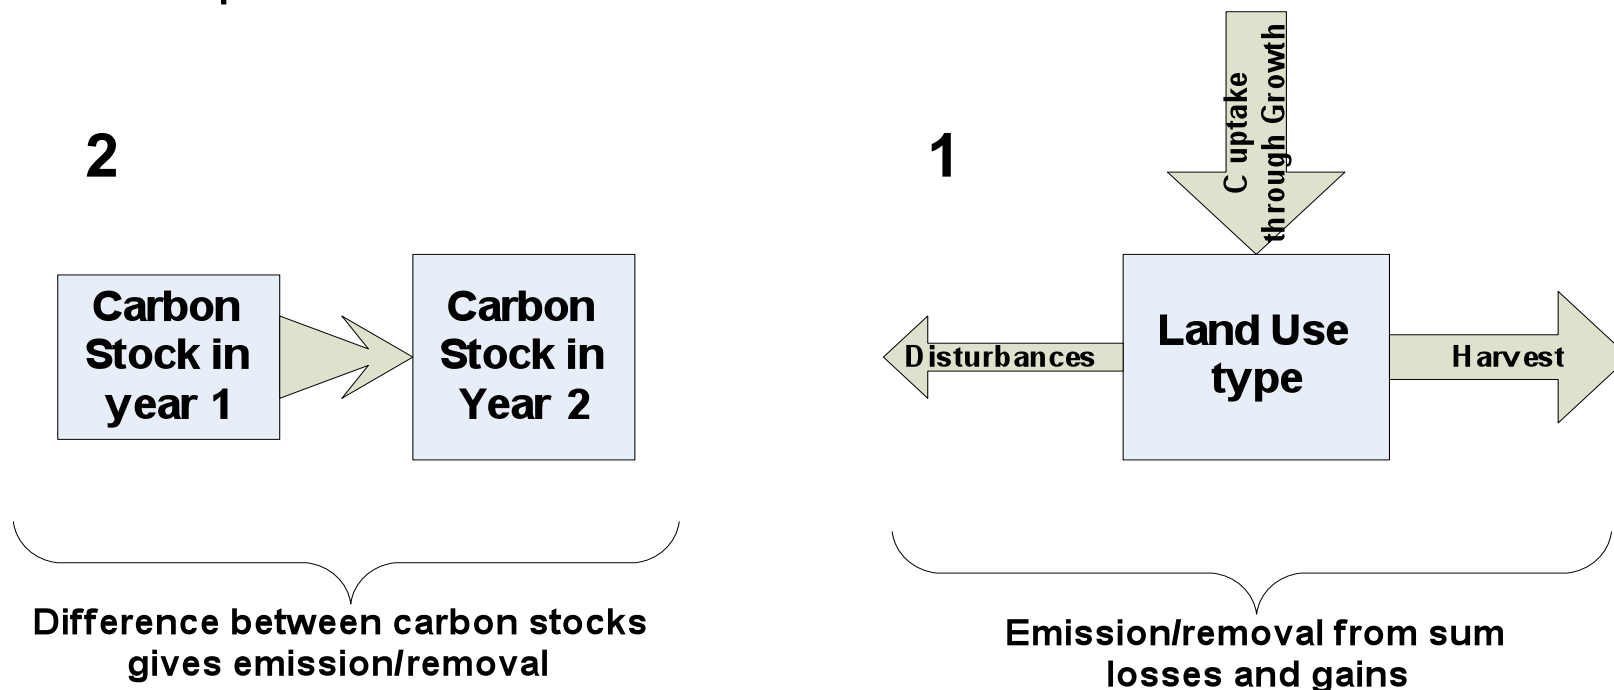 2
Carbon
Stock in
year 1
Carbon
Stock in
Year 2
Difference between carbon stocks
gives emission/removal
1
C uptake
through Growth
Disturbances
Land Use
type
Harvest
Emission/removal from sum
losses and gains